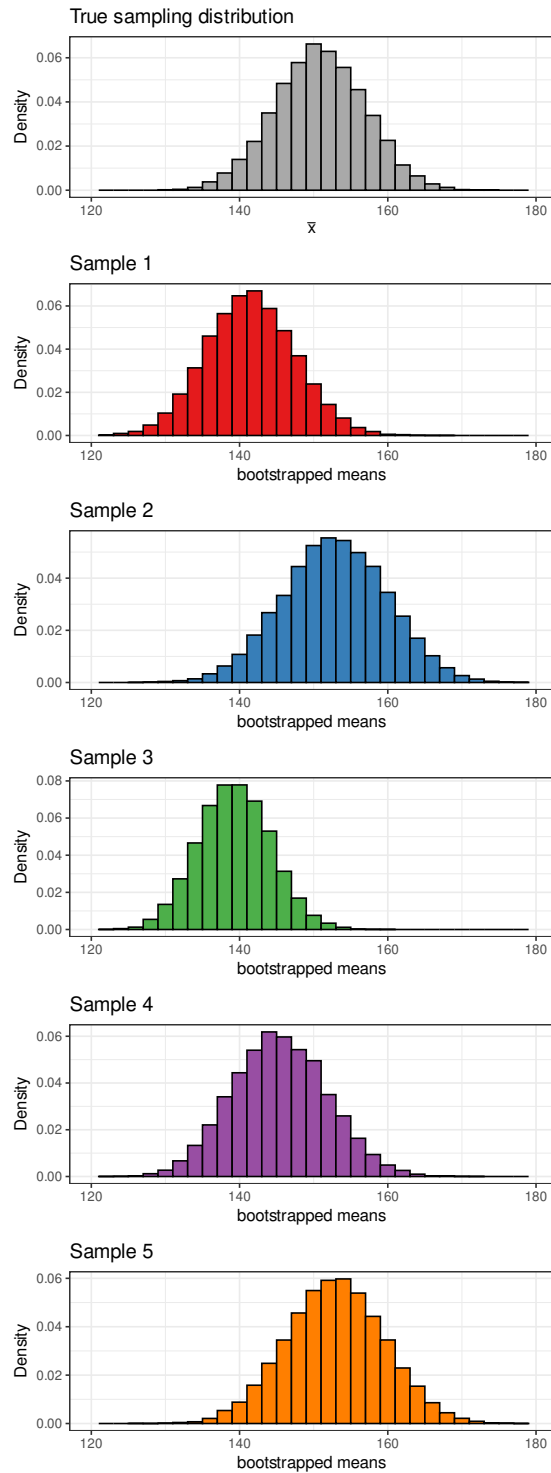 True sampling distribution
Density
0.06
0.04
0.02
0.00
120 140 160 180
x̄
Sample 1
Density
0.06
0.04
0.02
0.00
120 140 160 180
bootstrapped means
Sample 2
Density
0.04
0.02
0.00
120 140 160 180
bootstrapped means
Sample 3
Density
0.08
0.06
0.04
0.02
0.00
120 140 160 180
bootstrapped means
Sample 4
Density
0.06
0.04
0.02
0.00
120 140 160 180
bootstrapped means
Sample 5
Density
0.06
0.04
0.02
0.00
120 140 160 180
bootstrapped means